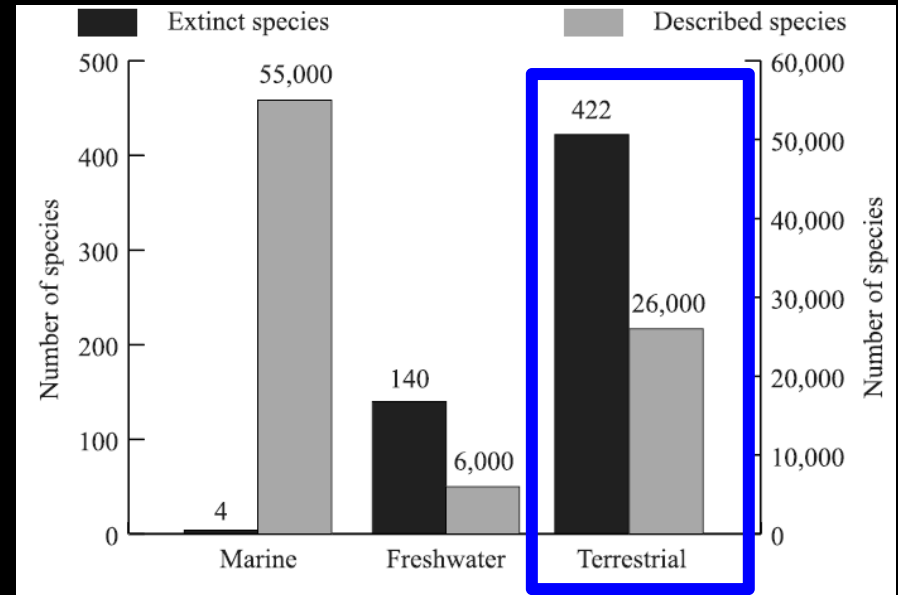 Extinct species
Described species
500
400
300
200
100
0
Number of species
4
55,000
140
6,000
422
26,000
60,000
50,000
40,000
30,000
20,000
10,000
0
Number of species
Marine
Freshwater
Terrestrial